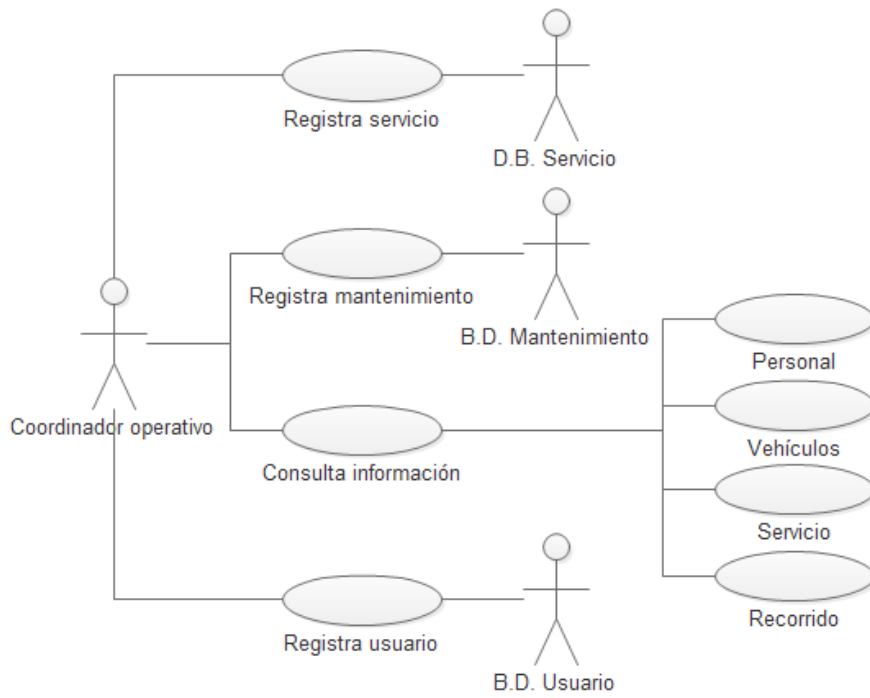 Registra servicio
D.B. Servicio
Registra mantenimiento
B.D. Mantenimiento
Personal
Coordinador operativo
Vehículos
Consulta información
Servicio
Recorrido
Registra usuario
B.D. Usuario